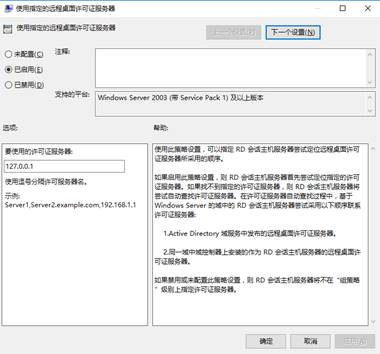 使用指定的远程桌面许可证服务器
使用指定的远程桌面许可证服务器
下一个设置(N)
未配置(C)
注释:
已启用(E)
已禁用(D)
支持的平台:
Windows Server 2003 (带 Service Pack 1) 及以上版本
选项:
帮助:
要使用的许可证服务器:
127.0.0.1
使用逗号分隔许可证服务器名。
示例:
Server1,Server2.example.com,192.168.1.1
使用此策略设置，可以指定 RD 会话主机服务器尝试定位远程桌面许可
证服务器所采用的顺序。
如果启用此策略设置，则 RD 会话主机服务器首先尝试定位指定的许可
证服务器。如果找不到指定的许可证服务器，则 RD 会话主机服务器将
尝试自动查找许可证服务器。在许可证服务器自动查找过程中，基于
Windows Server 的域中的 RD 会话主机服务器尝试采用以下顺序联系
许可证服务器:
1.Active Directory 域服务中发布的远程桌面许可证服务器。
2.同一域中域控制器上安装的作为 RD 会话主机服务器的远程桌面许
可证服务器。
如果禁用或未配置此策略设置，则 RD 会话主机服务器将不在“组策略
”级别上指定许可证服务器。
确定
取消
应用(A)